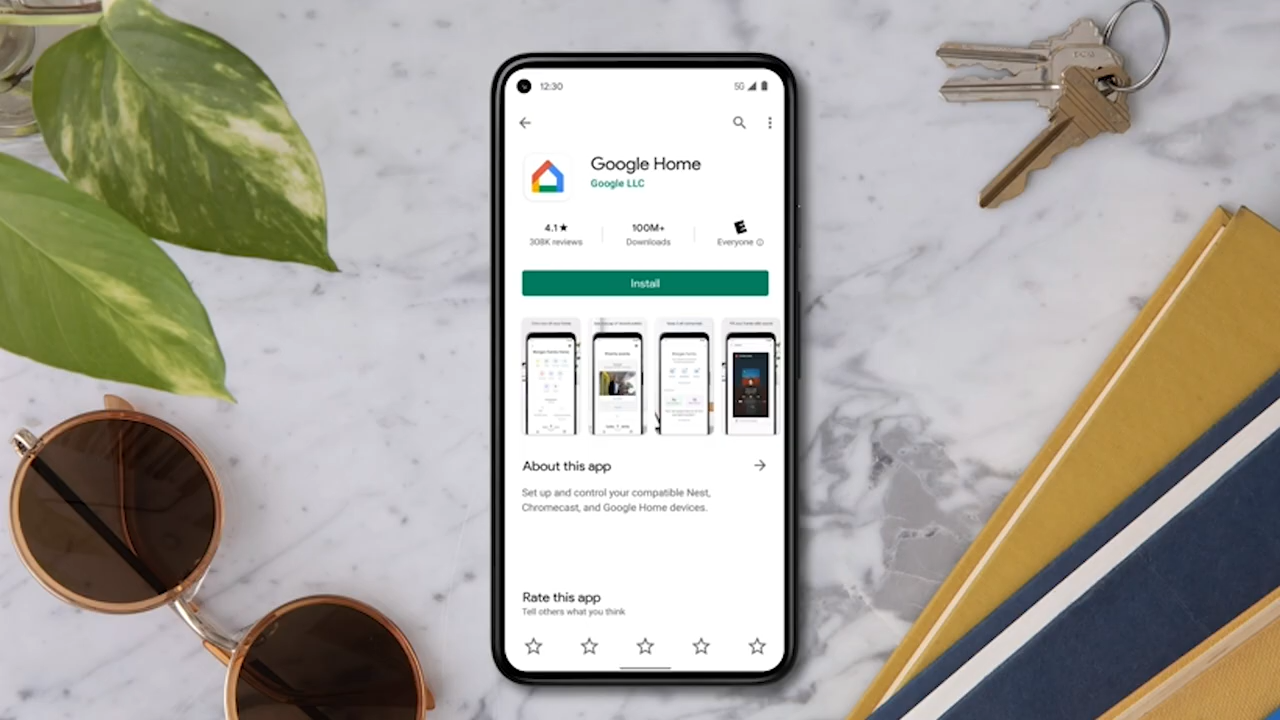 12:30
5G
Google Home
Google LLC
4.1★
308K reviews
100M+
Downloads
E
Everyone
Install
About this app
Set up and control your compatible Nest,
Chromecast, and Google Home devices.
Rate this app
Tell others what you think